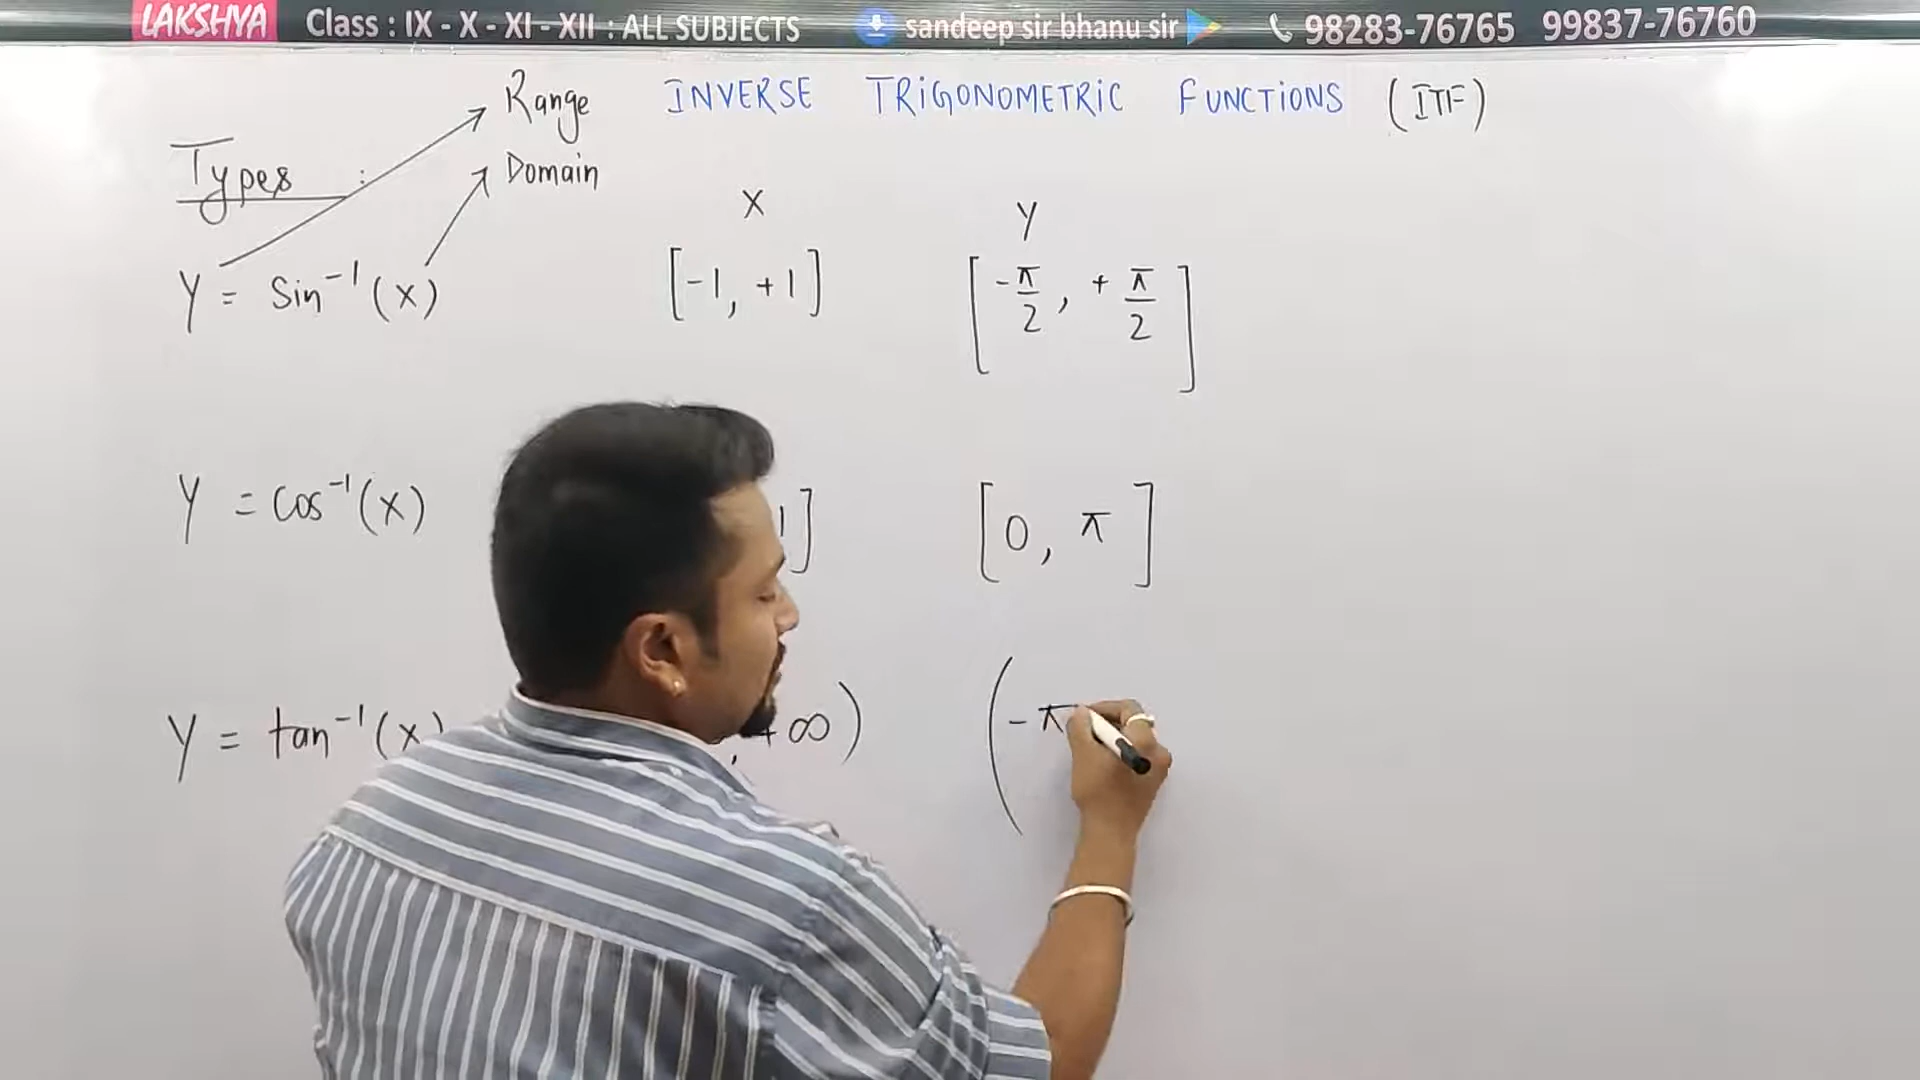 LAKSHYA Class : IX - X - XI - XII : ALL SUBJECTS sandeep sir bhanu sir 98283-76765 99837-76760
Range INVERSE TRIGONOMETRIC FUNCTIONS (ITF)
Types : Domain
X Y
Y = Sin⁻¹(x) [-1, +1] [-π/2, +π/2]
Y = Cos⁻¹(x) 1] [0, π]
Y = tan⁻¹(x) , +∞) (-π